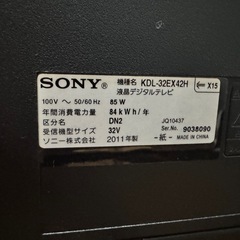 SONY 機種名 KDL-32EX42H
液晶デジタルテレビ
X15
100V ～ 50/60Hz 85W
年間消費電力量 84kWh/年
区分名 DN2
受信機型サイズ 32V
ソニー株式会社 2011年製
JQ10437
Ser.No. 9038090
-紙- MADE IN CHINA